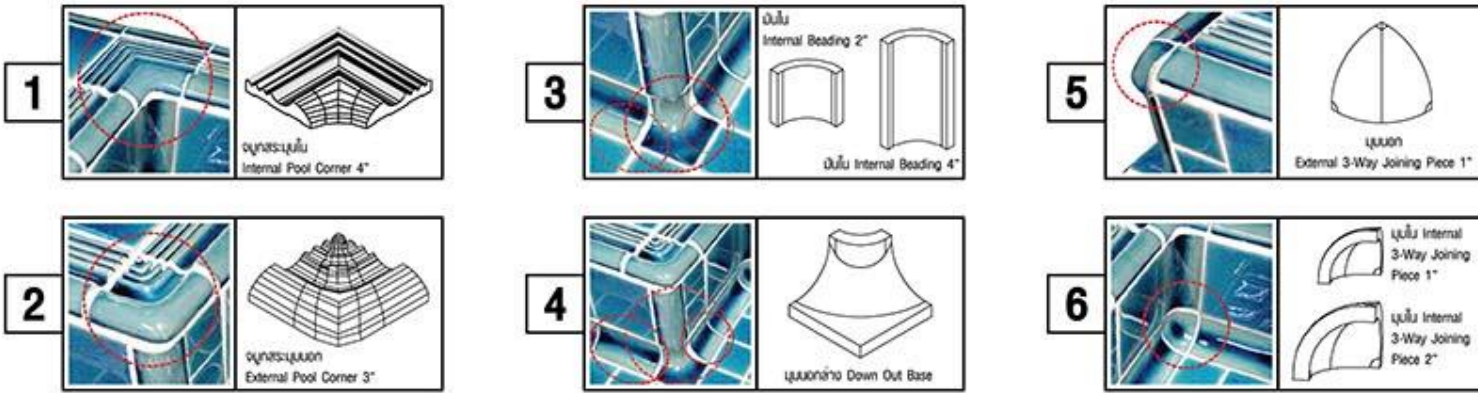 1
จมูกสระมุมใน
Internal Pool Corner 4"
2
จมูกสระมุมนอก
External Pool Corner 3"
3
มันใน
Internal Beading 2"
มันใน Internal Beading 4"
4
มุมนอกล่าง Down Out Base
5
มุมนอก
External 3-Way Joining Piece 1"
6
มุมใน Internal
3-Way Joining
Piece 1"
มุมใน Internal
3-Way Joining
Piece 2"